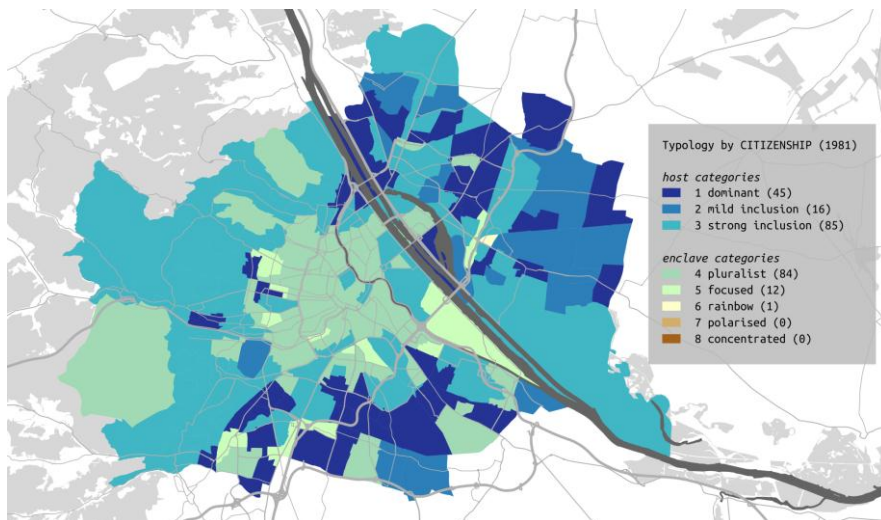 Typology by CITIZENSHIP (1981)
host categories
1 dominant (45)
2 mild inclusion (16)
3 strong inclusion (85)
enclave categories
4 pluralist (84)
5 focused (12)
6 rainbow (1)
7 polarised (0)
8 concentrated (0)